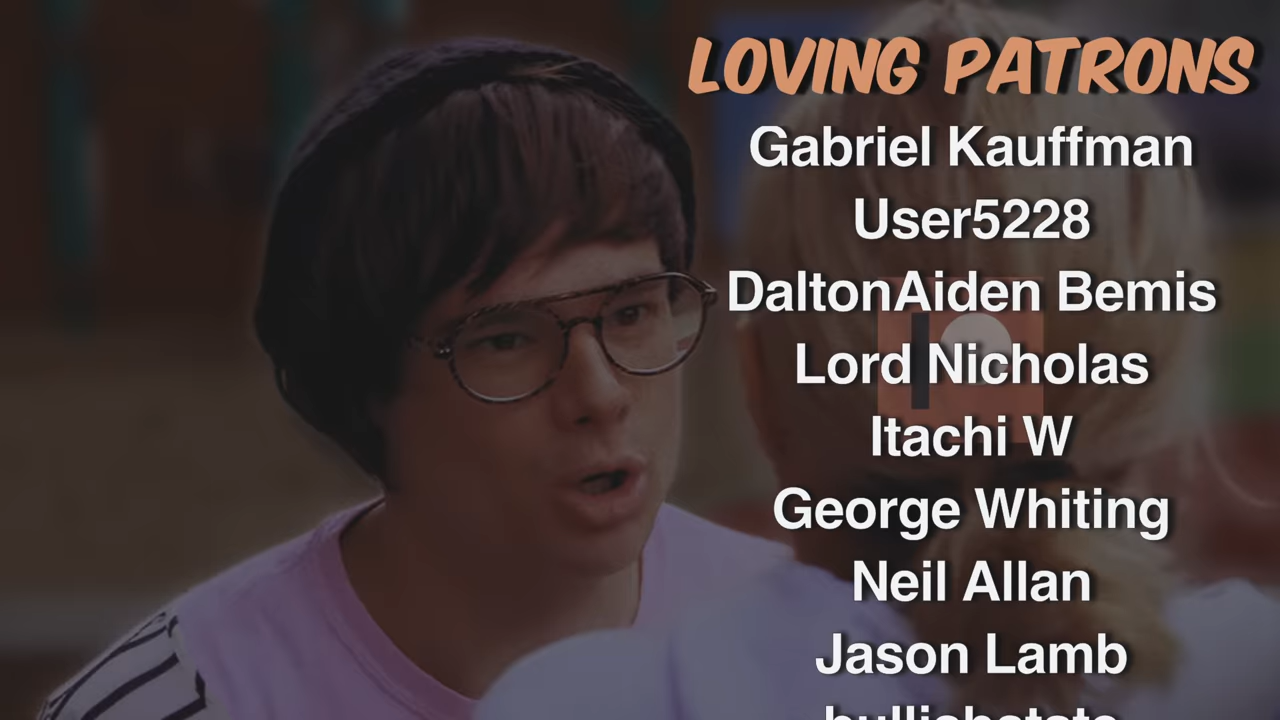 LOVING PATRONS
Gabriel Kauffman
User5228
DaltonAiden Bemis
Lord Nicholas
Itachi W
George Whiting
Neil Allan
Jason Lamb